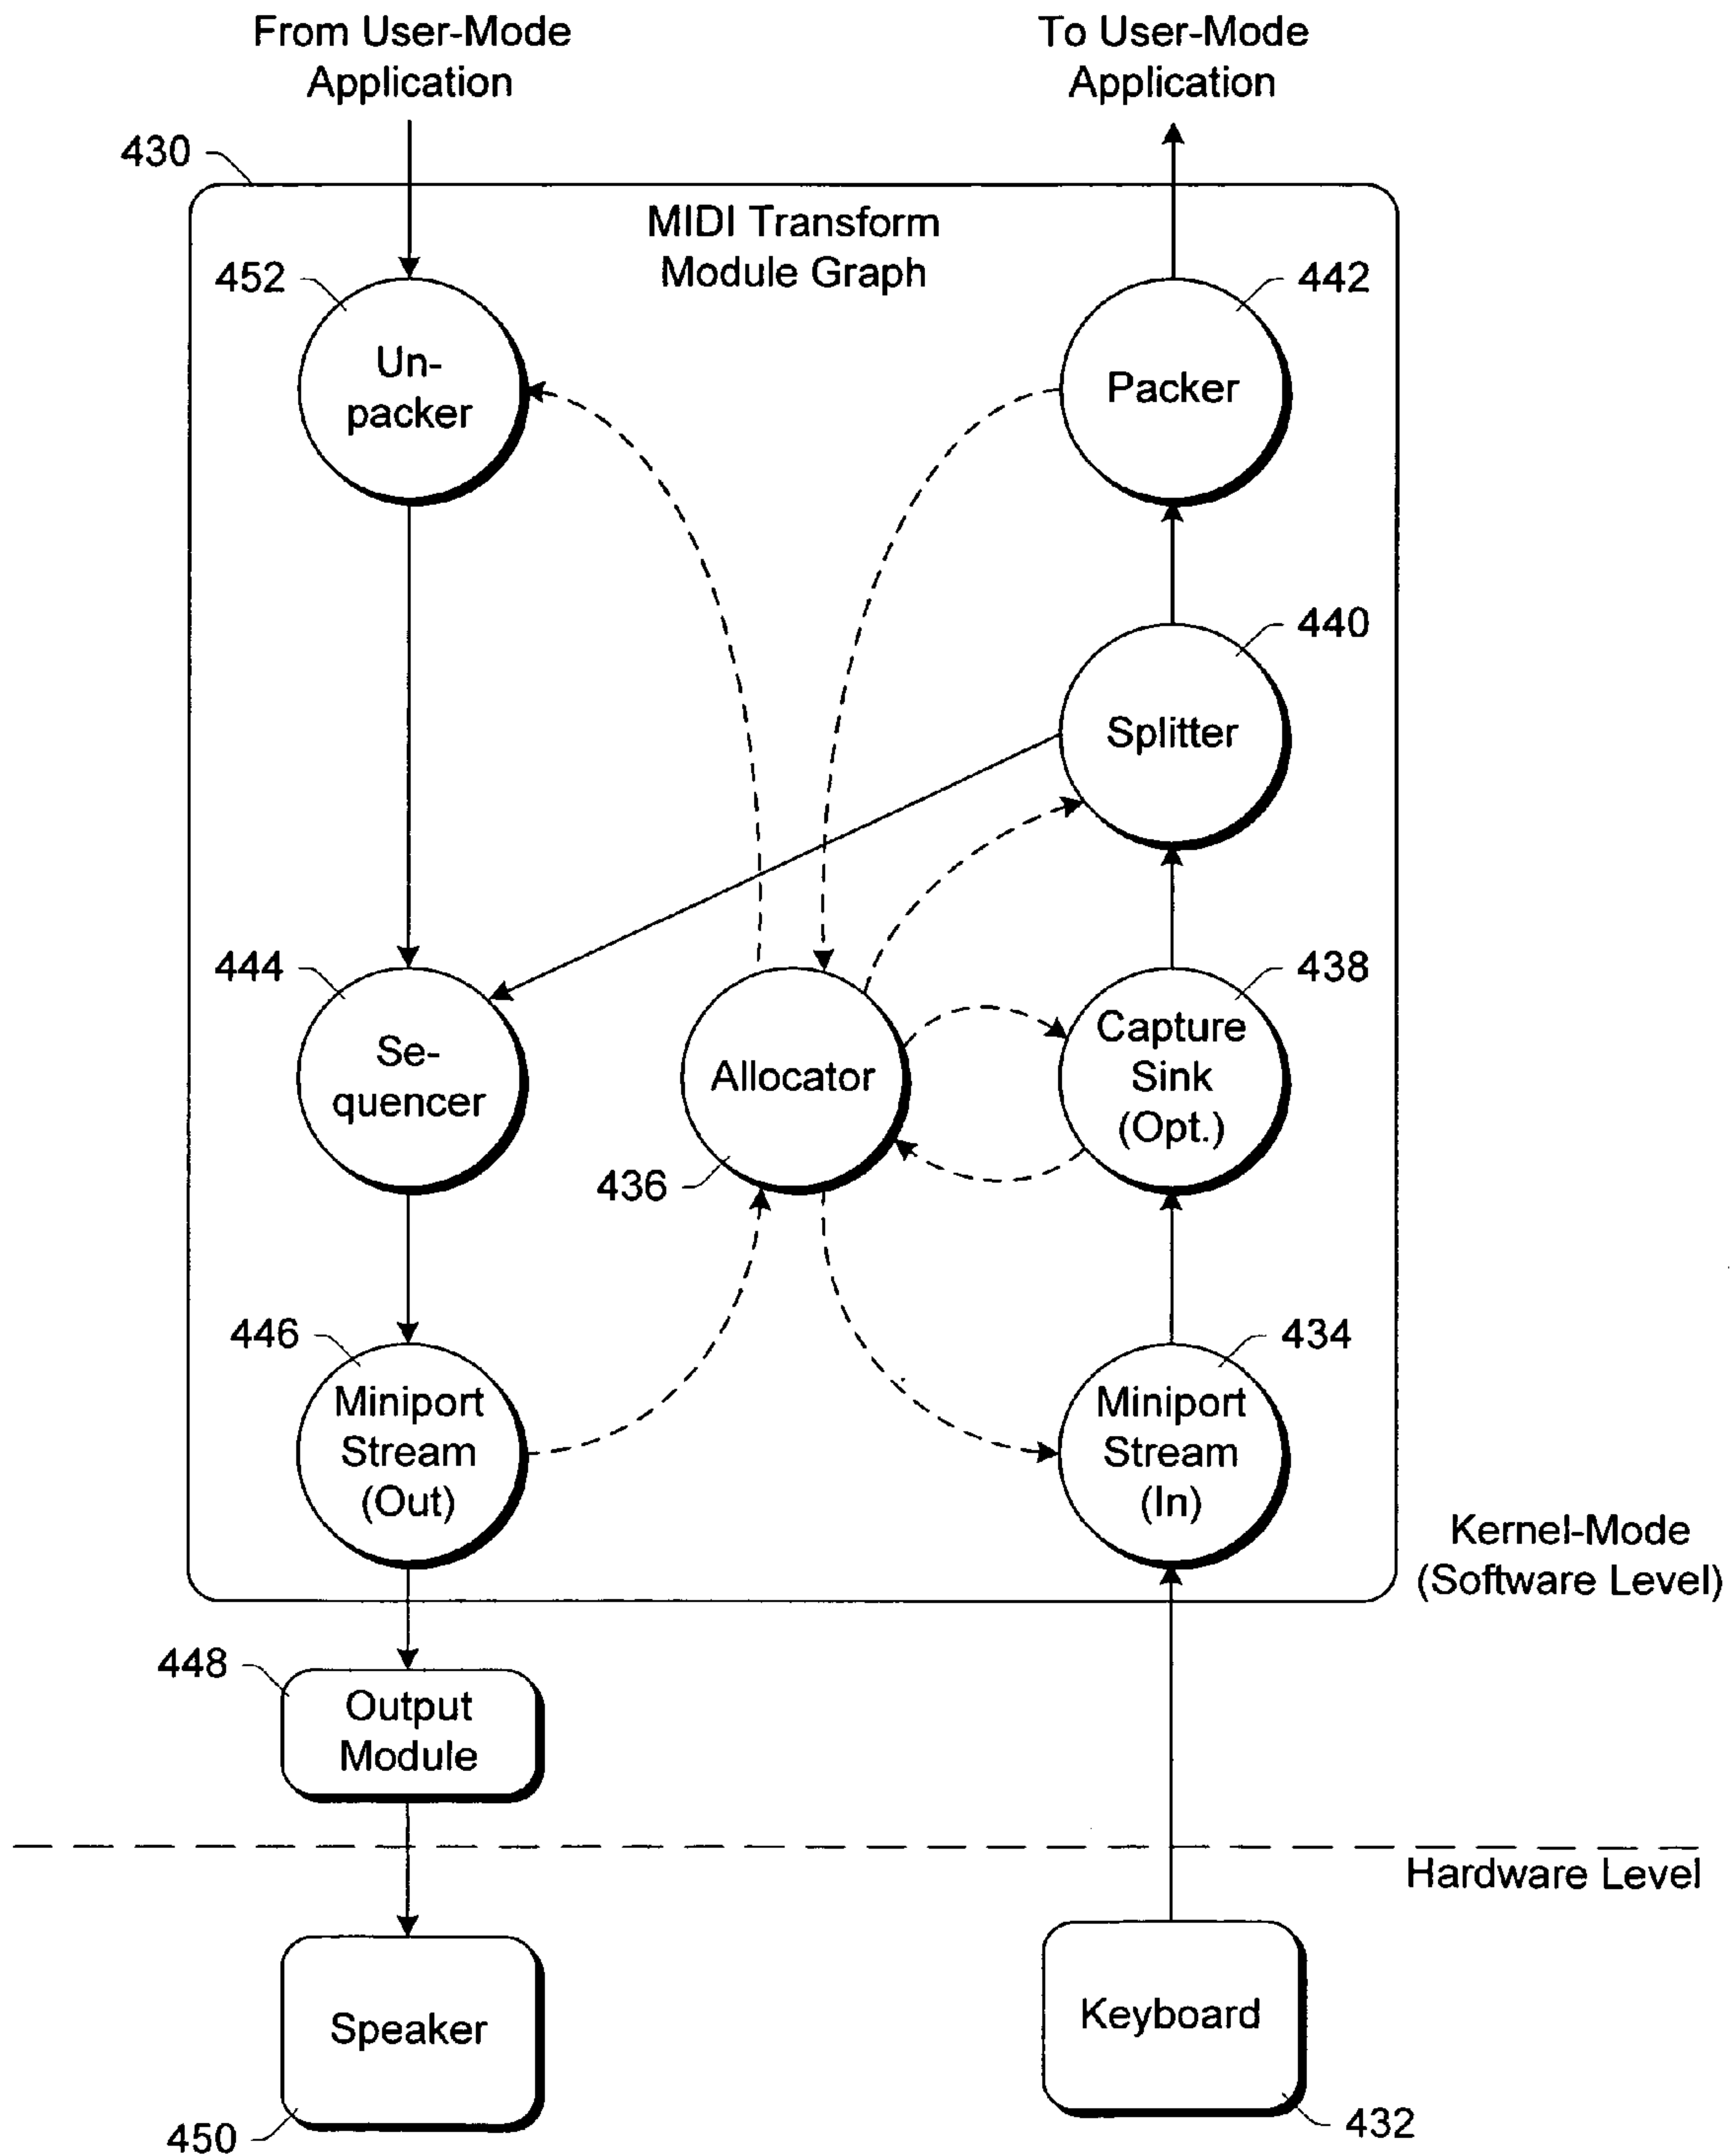 From User-Mode
Application
To User-Mode
Application
430
MIDI Transform
Module Graph
452
442
Un-
packer
Packer
440
Splitter
444
438
Se-
quencer
Allocator
Capture
Sink
(Opt.)
436
446
434
Miniport
Stream
(Out)
Miniport
Stream
(In)
Kernel-Mode
(Software Level)
448
Output
Module
Hardware Level
Speaker
Keyboard
450
432